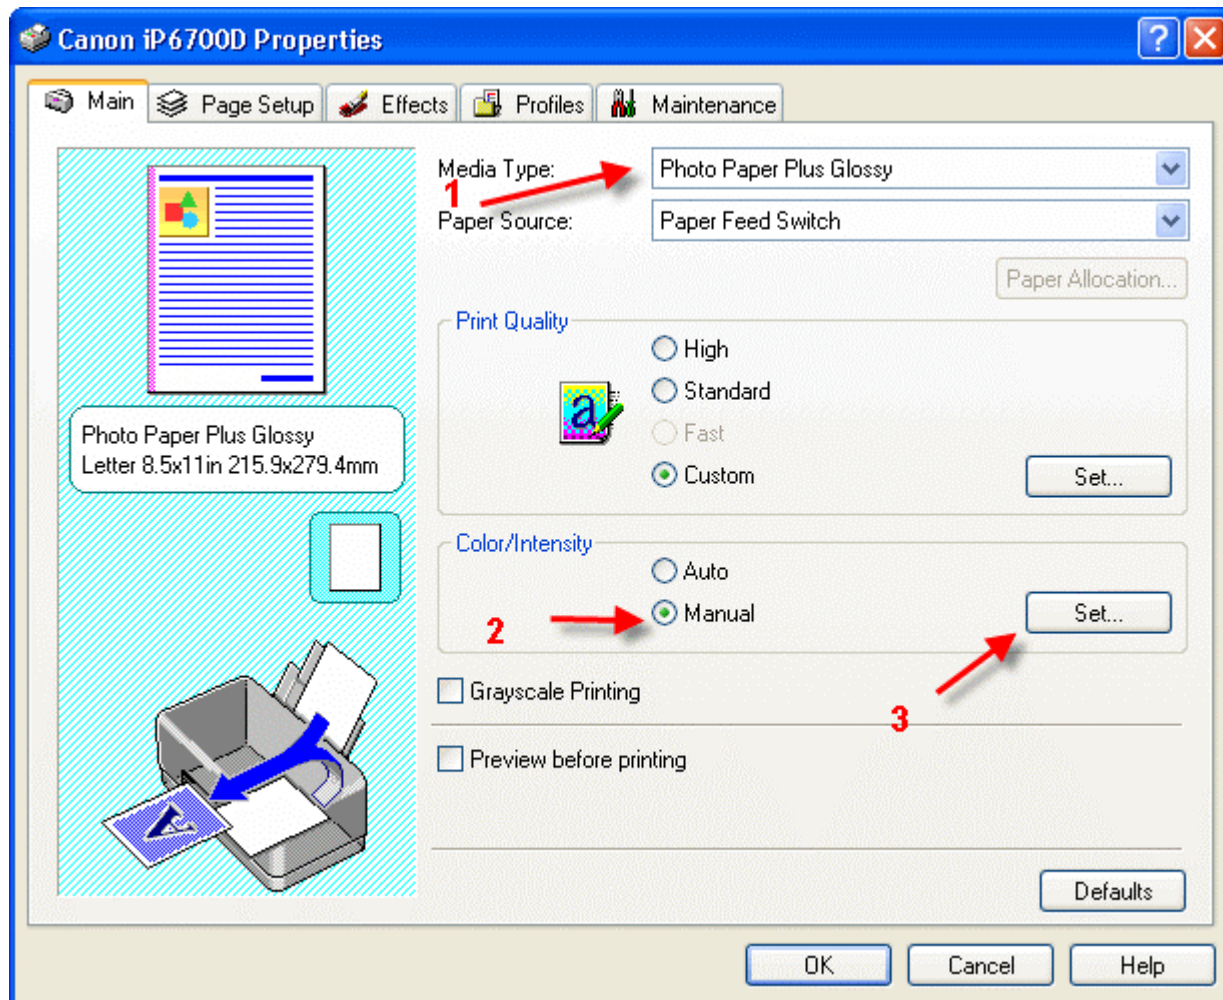 Canon iP6700D Properties
Main Page Setup Effects Profiles Maintenance
Media Type: Photo Paper Plus Glossy
1
Paper Source: Paper Feed Switch
Paper Allocation...
Print Quality
High
Standard
a
Fast
Photo Paper Plus Glossy
Letter 8.5x11in 215.9x279.4mm
Custom Set...
Color/Intensity
Auto
2 Manual Set...
Grayscale Printing
3
Preview before printing
A
Defaults
OK Cancel Help